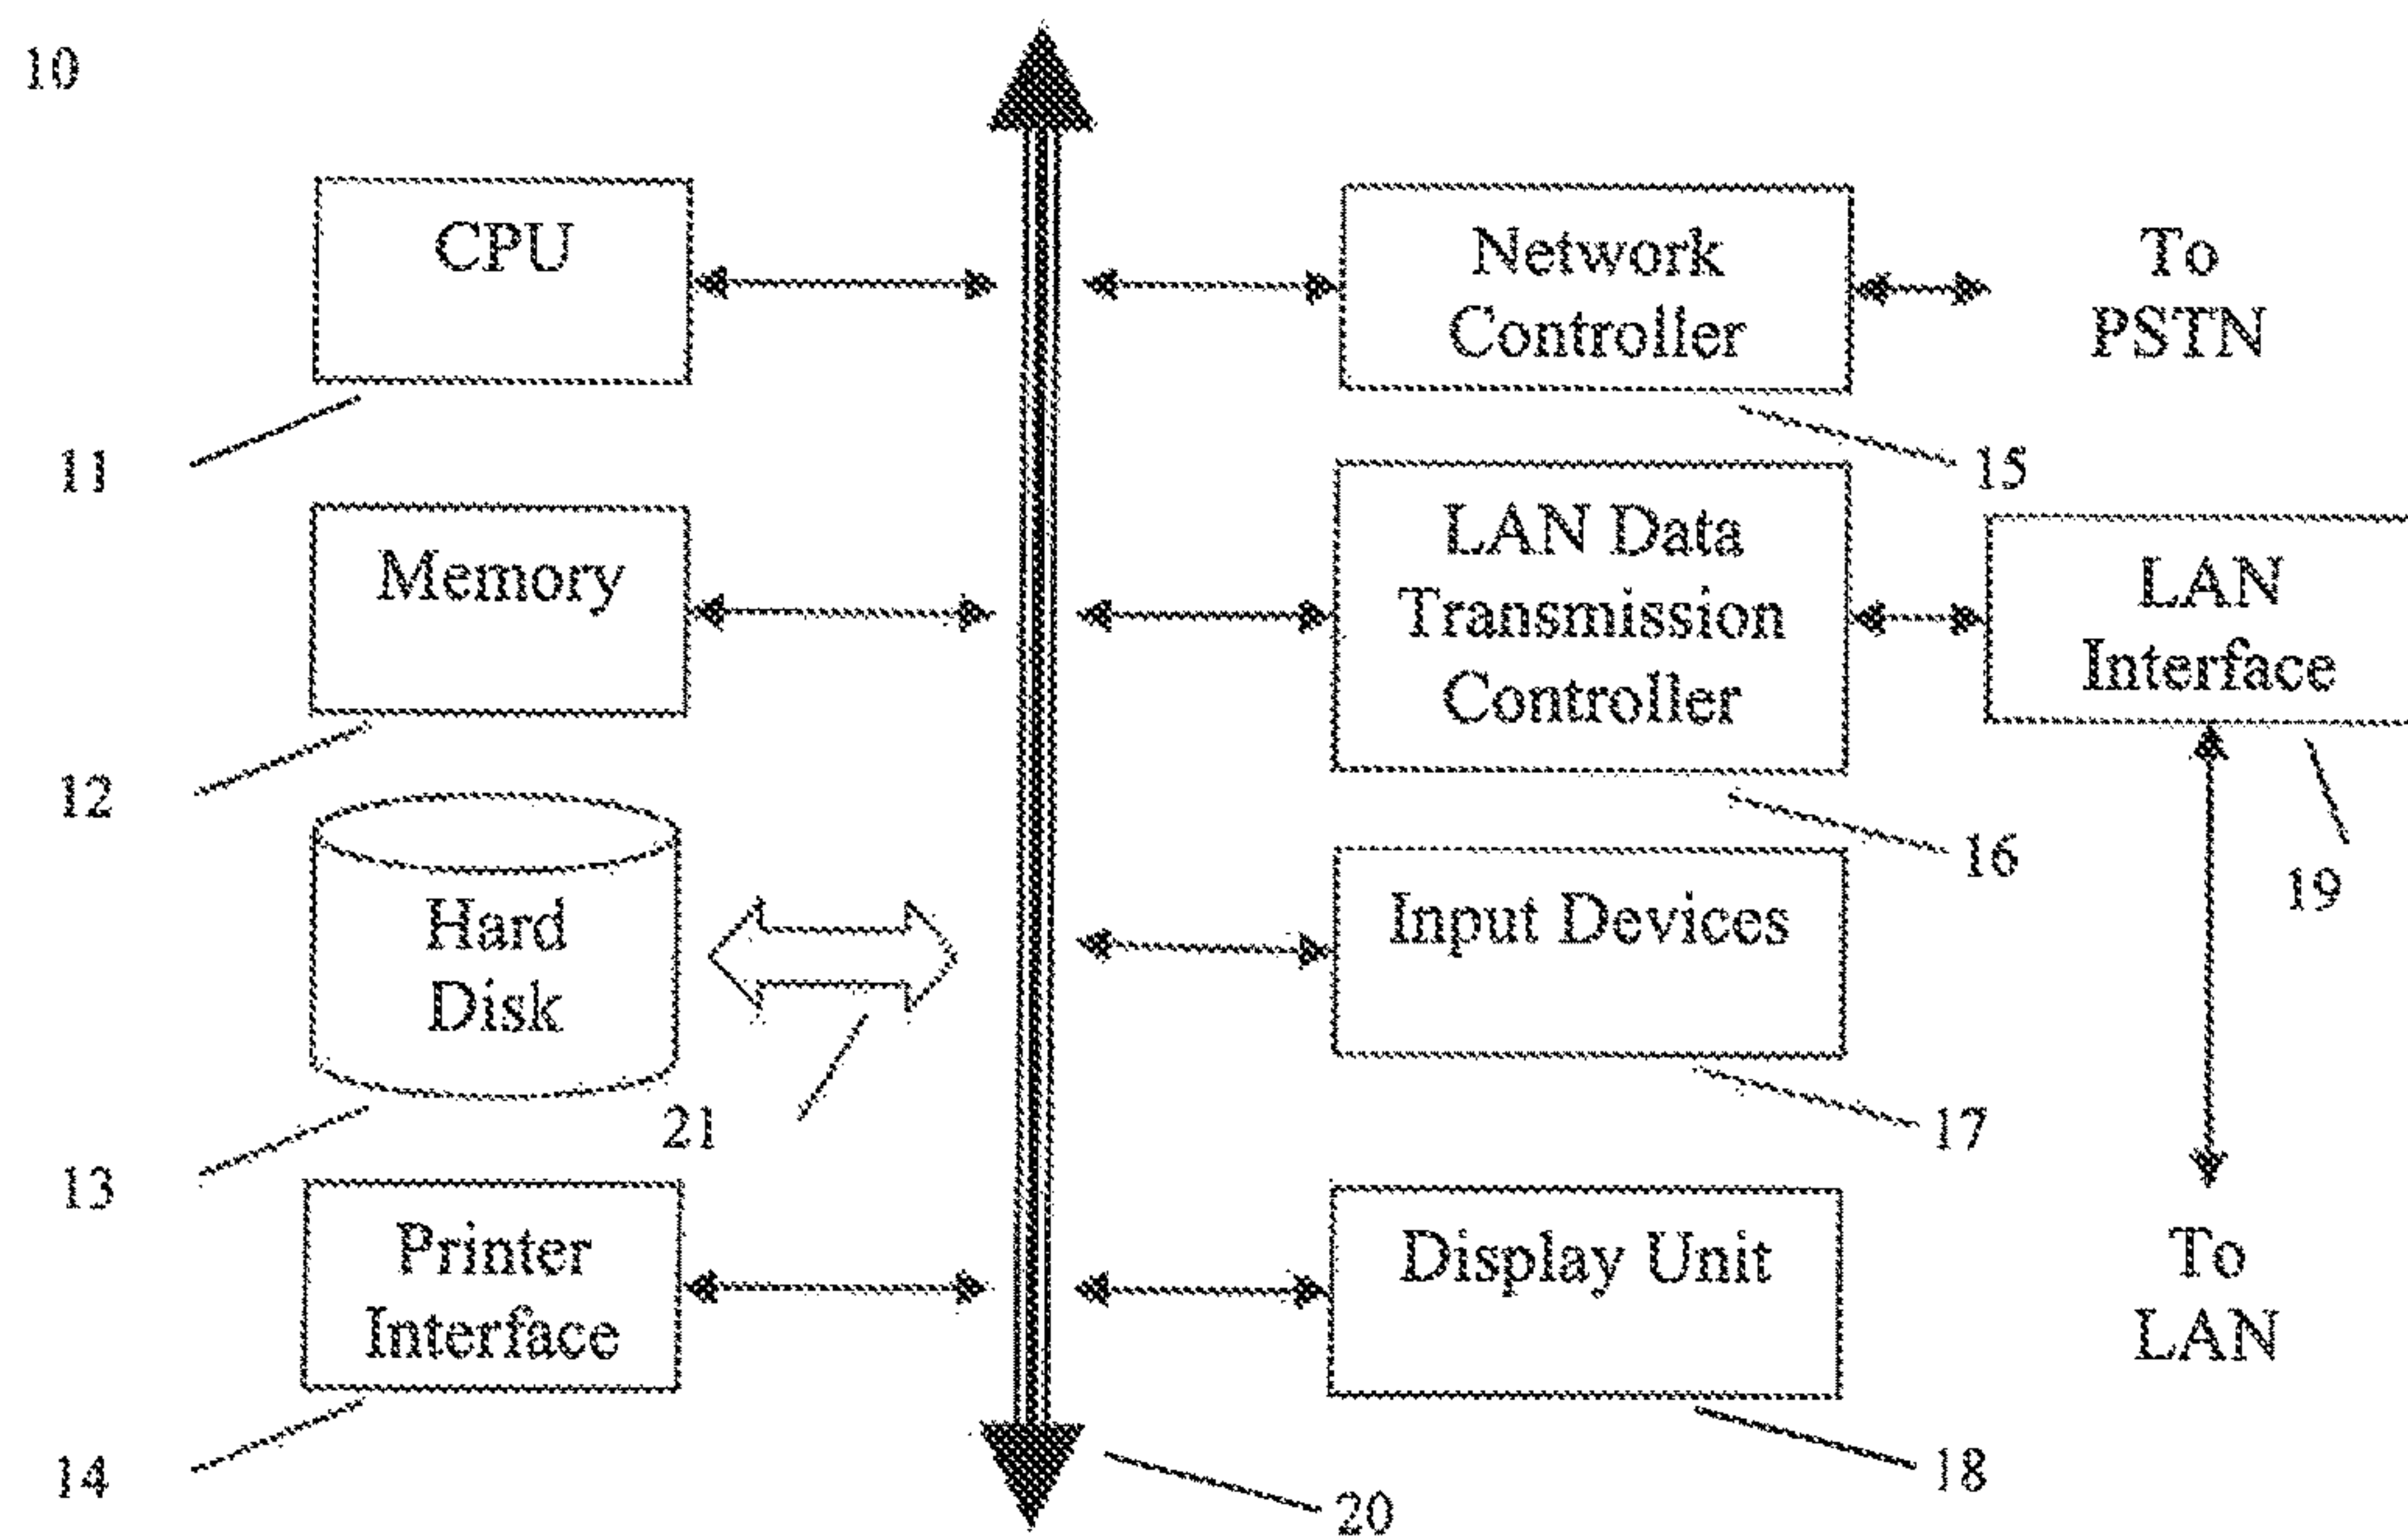 10
CPU
11
Memory
12
Hard
Disk
13
21
Printer
Interface
14
20
Network
Controller
To
PSTN
15
LAN Data
Transmission
Controller
16
LAN
Interface
19
Input Devices
17
Display Unit
18
To
LAN